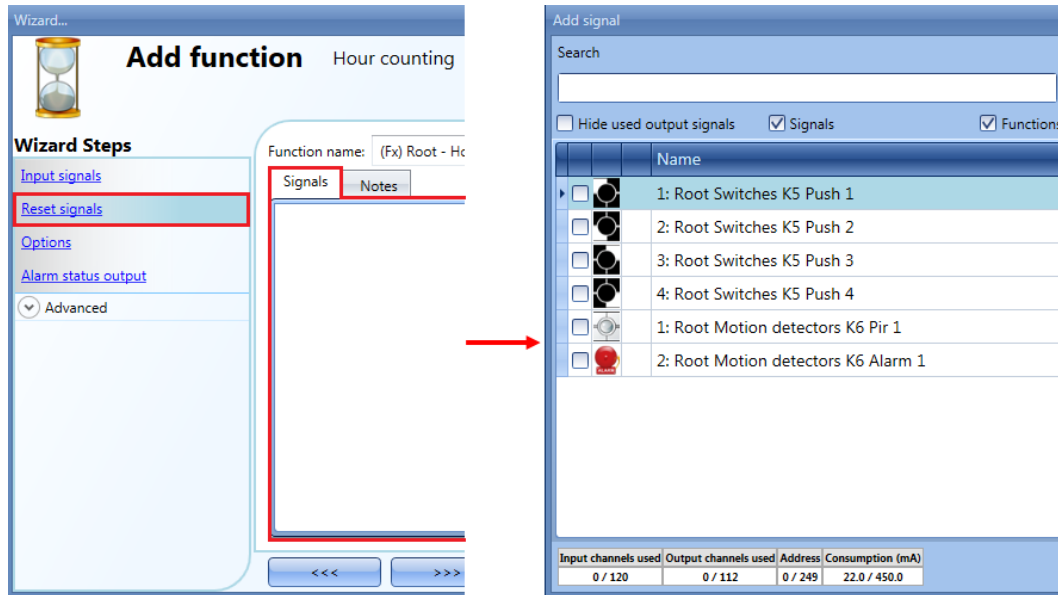 Wizard...
Add function Hour counting
Wizard Steps
Input signals
Reset signals
Options
Alarm status output
Advanced
Function name: (Fx) Root - Ho
Signals Notes
<<< >>>
Add signal
Search
Hide used output signals Signals Functions
Name
1: Root Switches K5 Push 1
2: Root Switches K5 Push 2
3: Root Switches K5 Push 3
4: Root Switches K5 Push 4
1: Root Motion detectors K6 Pir 1
ALARM 2: Root Motion detectors K6 Alarm 1
Input channels used Output channels used Address Consumption (mA)
0 / 120 0 / 112 0 / 249 22.0 / 450.0